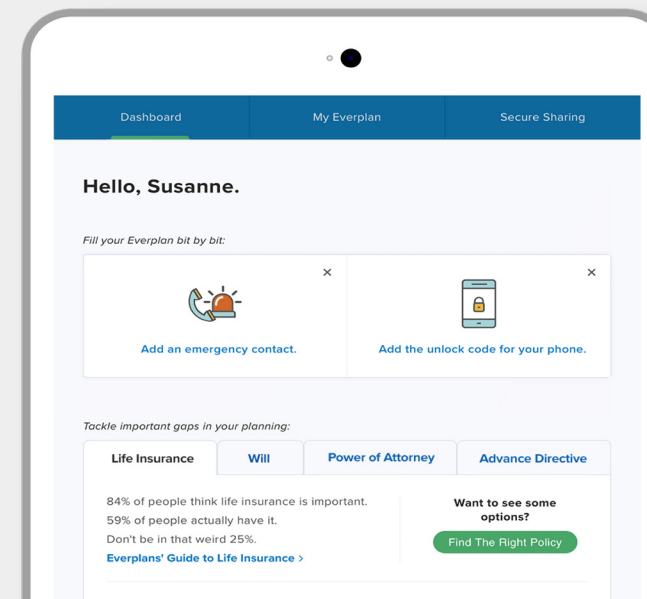 Dashboard
My Everplan
Secure Sharing
Hello, Susanne.
Fill your Everplan bit by bit:
Add an emergency contact.
Add the unlock code for your phone.
Tackle important gaps in your planning:
Life Insurance
Will
Power of Attorney
Advance Directive
84% of people think life insurance is important.
59% of people actually have it.
Don't be in that weird 25%.
Everplans' Guide to Life Insurance >
Want to see some
options?
Find The Right Policy